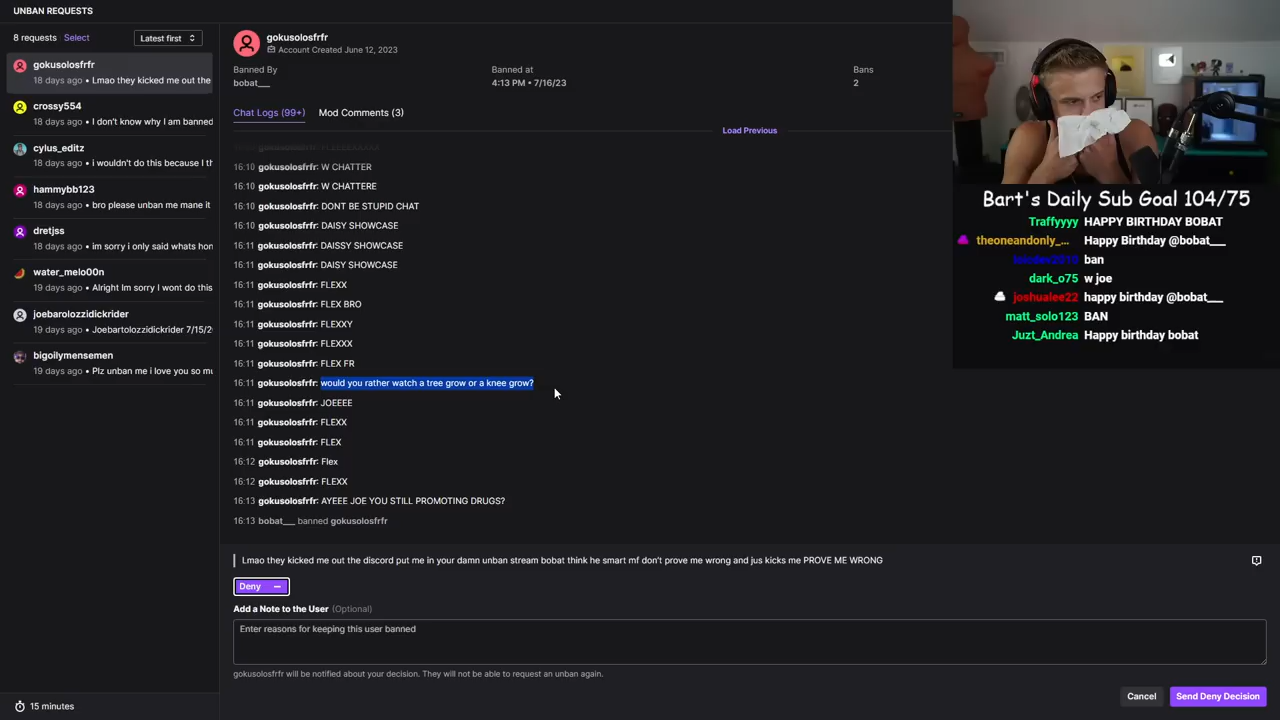 UNBAN REQUESTS
8 requests Select Latest first
gokusolosfrfr
18 days ago • Lmao they kicked me out the
crossy554
18 days ago • I don't know why I am banned
cylus_editz
18 days ago • i wouldn't do this because I th
hammybb123
18 days ago • bro please unban me mane it
dretjss
18 days ago • im sorry i only said whats hon
water_melo00n
19 days ago • Alright Im sorry I wont do this
joebarolozzidickrider
19 days ago • Joebartolozzidickrider 7/15/2
bigoilymensemen
19 days ago • Plz unban me i love you so mu
15 minutes
gokusolosfrfr
Account Created June 12, 2023
Banned By Banned at Bans
bobat___ 4:13 PM • 7/16/23 2
Chat Logs (99+) Mod Comments (3)
Load Previous
16:10 gokusolosfrfr: W CHATTER
16:10 gokusolosfrfr: W CHATTERE
16:10 gokusolosfrfr: DONT BE STUPID CHAT
16:10 gokusolosfrfr: DAISY SHOWCASE
16:11 gokusolosfrfr: DAISSY SHOWCASE
16:11 gokusolosfrfr: DAISY SHOWCASE
16:11 gokusolosfrfr: FLEXX
16:11 gokusolosfrfr: FLEX BRO
16:11 gokusolosfrfr: FLEXXY
16:11 gokusolosfrfr: FLEXXX
16:11 gokusolosfrfr: FLEX FR
16:11 gokusolosfrfr: would you rather watch a tree grow or a knee grow?
16:11 gokusolosfrfr: JOEEEE
16:11 gokusolosfrfr: FLEXX
16:11 gokusolosfrfr: FLEX
16:12 gokusolosfrfr: Flex
16:12 gokusolosfrfr: FLEXX
16:13 gokusolosfrfr: AYEEE JOE YOU STILL PROMOTING DRUGS?
16:13 bobat___ banned gokusolosfrfr
Lmao they kicked me out the discord put me in your damn unban stream bobat think he smart mf don't prove me wrong and jus kicks me PROVE ME WRONG
Deny
Add a Note to the User (Optional)
Enter reasons for keeping this user banned
gokusolosfrfr will be notified about your decision. They will not be able to request an unban again.
Cancel Send Deny Decision
Bart's Daily Sub Goal 104/75
Traffyyyy HAPPY BIRTHDAY BOBAT
theoneandonly_... Happy Birthday @bobat___
ban
dark_o75 w joe
joshualee22 happy birthday @bobat___
matt_solo123 BAN
Juzt_Andrea Happy birthday bobat